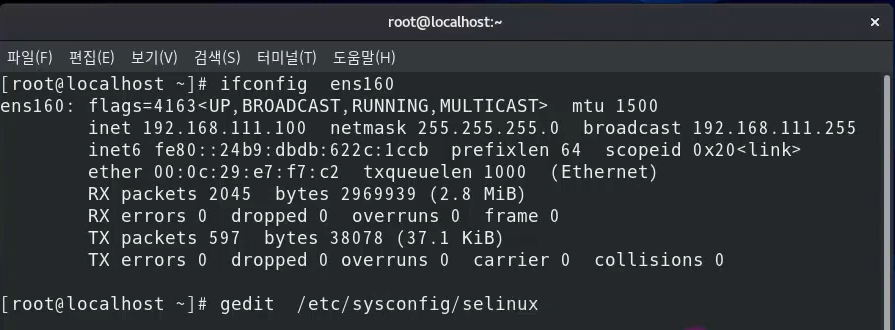 root@localhost:~
파일(F) 편집(E) 보기(V) 검색(S) 터미널(T) 도움말(H)
[root@localhost ~]# ifconfig  ens160
ens160: flags=4163<UP,BROADCAST,RUNNING,MULTICAST>  mtu 1500
        inet 192.168.111.100  netmask 255.255.255.0  broadcast 192.168.111.255
        inet6 fe80::24b9:dbdb:622c:1ccb  prefixlen 64  scopeid 0x20<link>
        ether 00:0c:29:e7:f7:c2  txqueuelen 1000  (Ethernet)
        RX packets 2045  bytes 2969939 (2.8 MiB)
        RX errors 0  dropped 0  overruns 0  frame 0
        TX packets 597  bytes 38078 (37.1 KiB)
        TX errors 0  dropped 0 overruns 0  carrier 0  collisions 0
[root@localhost ~]# gedit  /etc/sysconfig/selinux